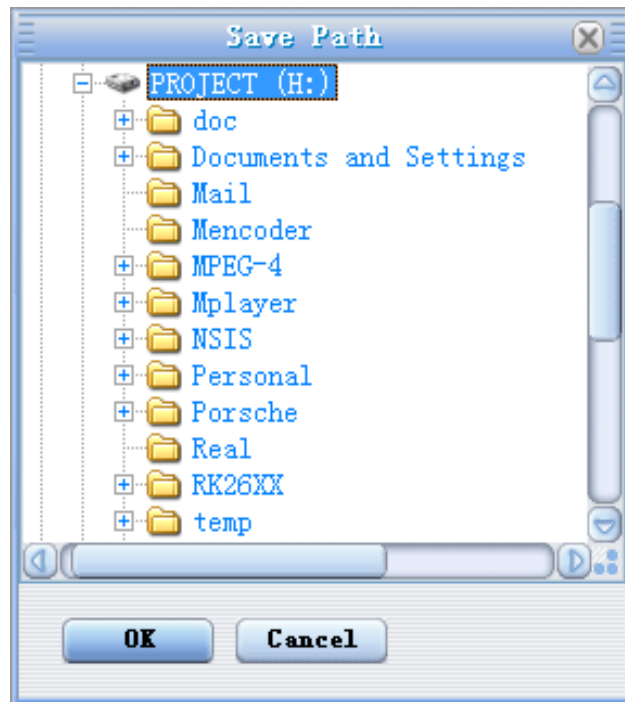 Save Path
PROJECT (H:)
doc
Documents and Settings
Mail
Mencoder
MPEG-4
Mplayer
NSIS
Personal
Porsche
Real
RK26XX
temp
OK
Cancel